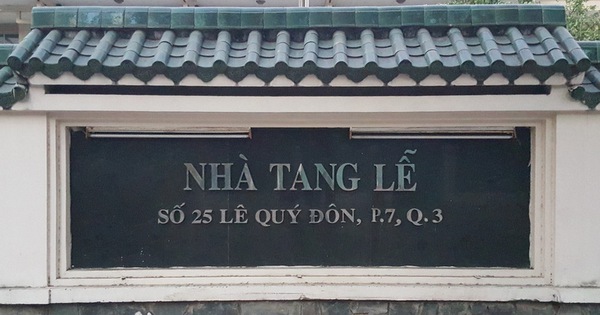 NHÀ TANG LỄ
SỐ 25 LÊ QUÝ ĐÔN, P.7, Q.3